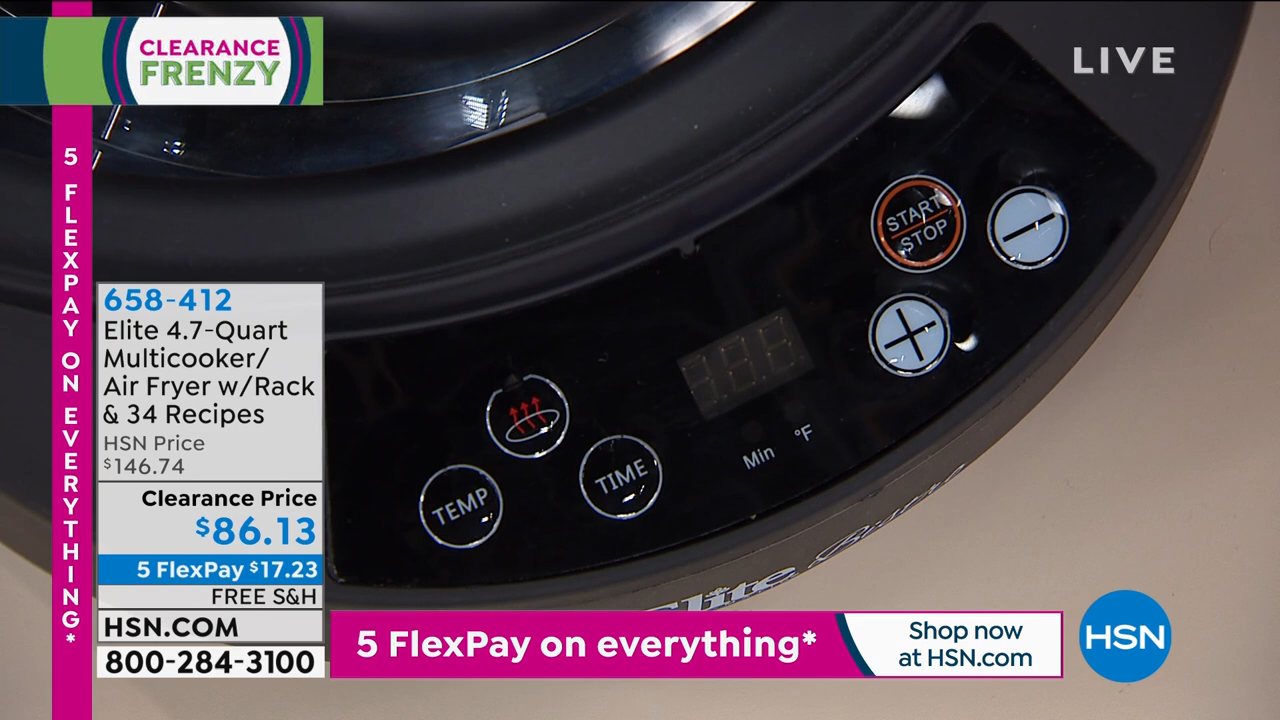 CLEARANCE
FRENZY
LIVE
5 FLEXPAY ON EVERYTHING*
658-412
Elite 4.7-Quart
Multicooker/
Air Fryer w/Rack
& 34 Recipes
HSN Price
$146.74
Clearance Price
$86.13
5 FlexPay $17.23
FREE S&H
HSN.COM
800-284-3100
START
STOP
TEMP
TIME
Min °F
Elite
5 FlexPay on everything*
Shop now
at HSN.com
HSN